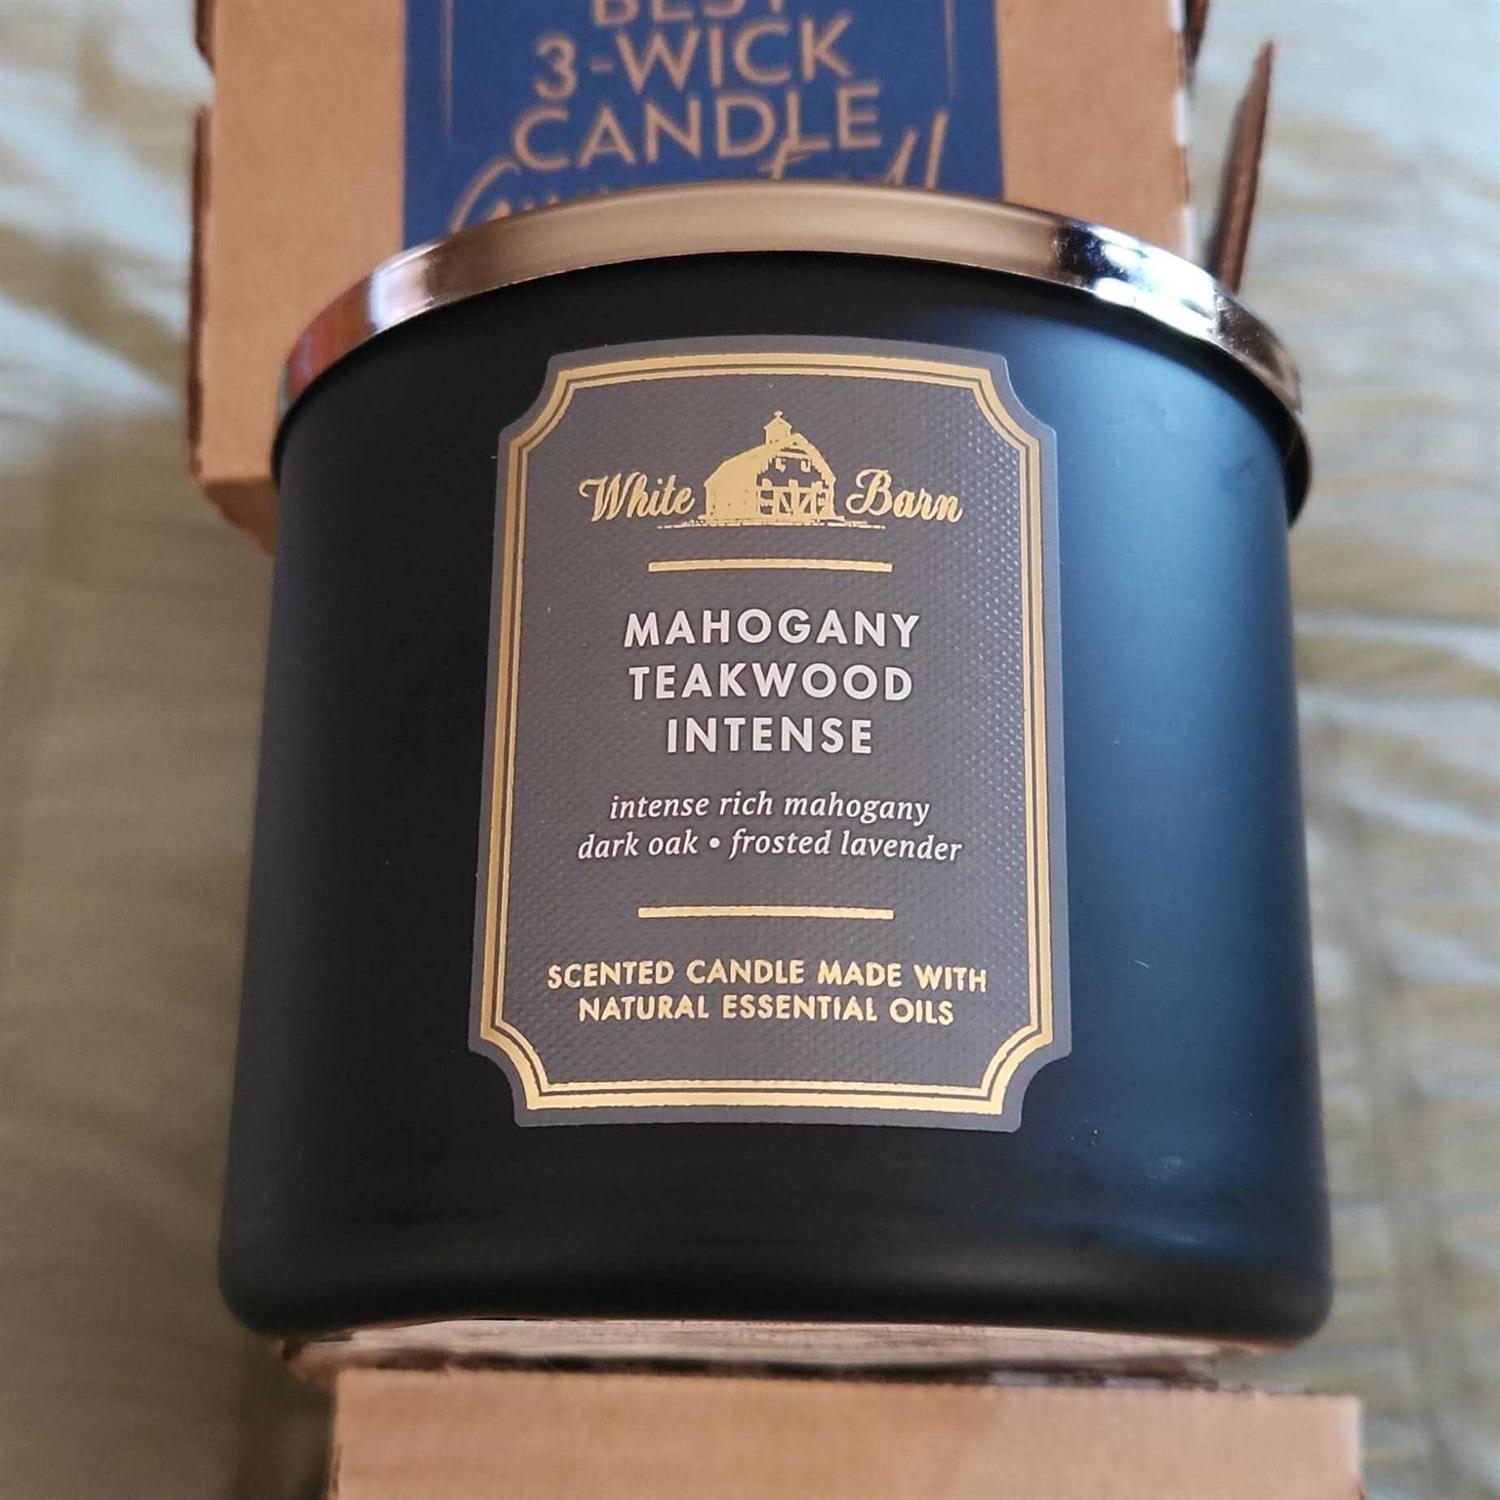 BEST
3-WICK
CANDLE
White Barn
MAHOGANY
TEAKWOOD
INTENSE
intense rich mahogany
dark oak • frosted lavender
SCENTED CANDLE MADE WITH
NATURAL ESSENTIAL OILS